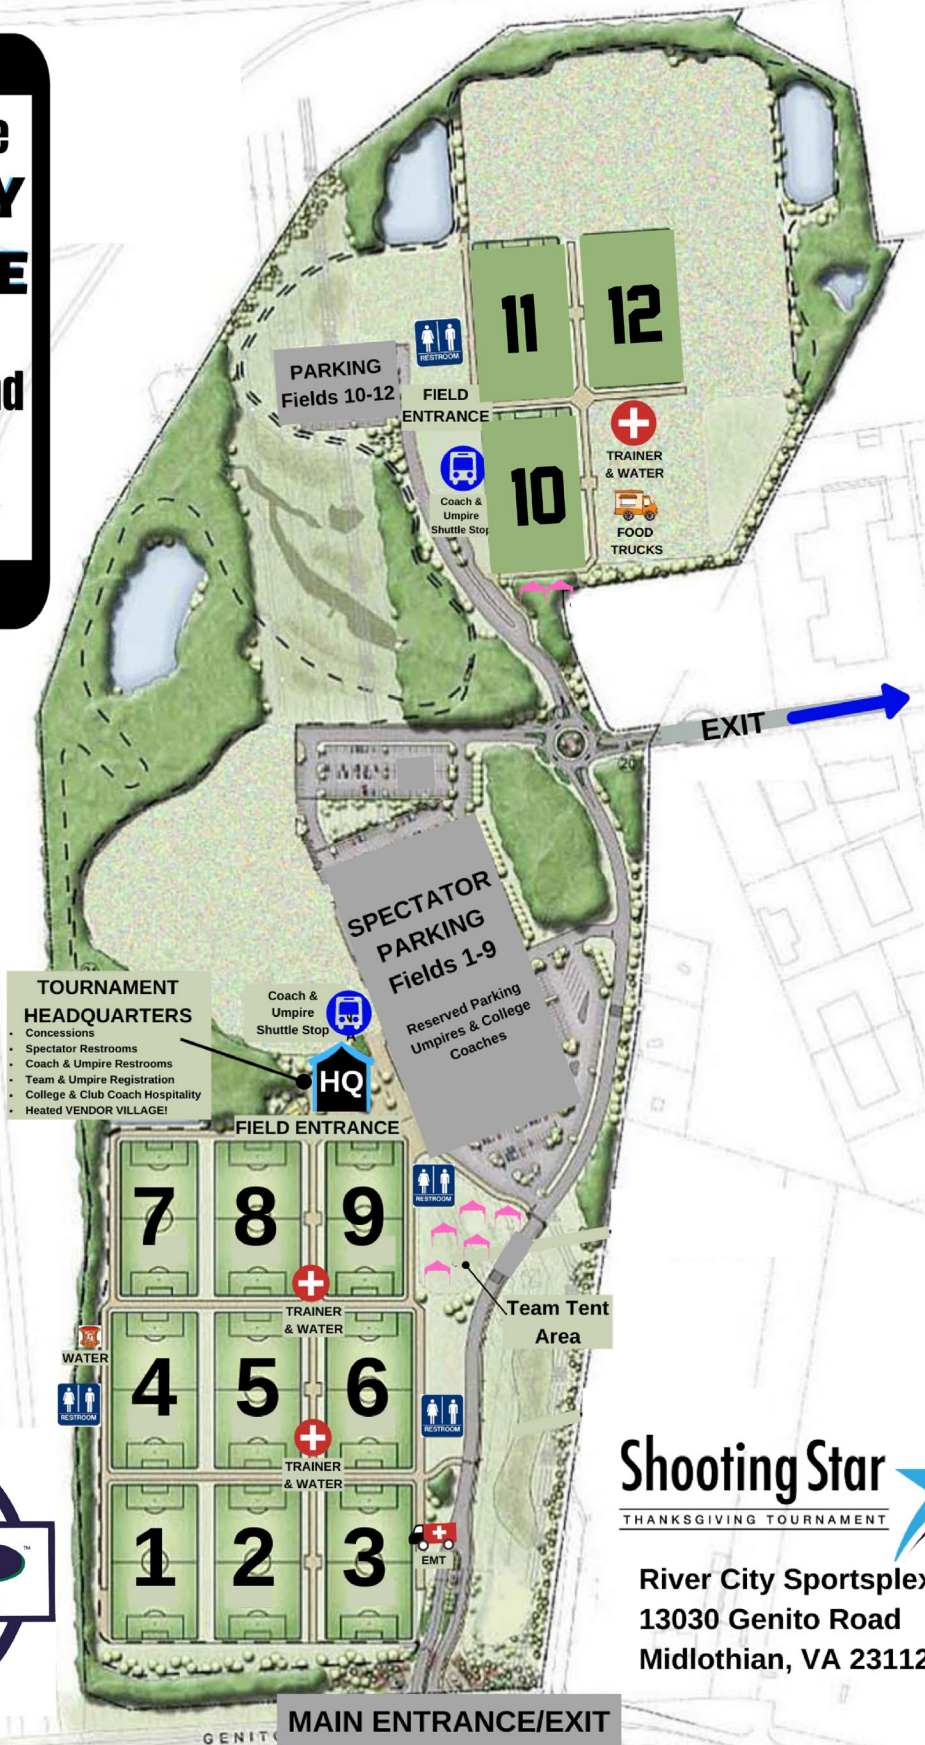 11
12
RESTROOM
PARKING
Fields 10-12
FIELD
ENTRANCE
TRAINER
& WATER
10
Coach &
Umpire
Shuttle Stop
FOOD
TRUCKS
EXIT
20
SPECTATOR
PARKING
Fields 1-9
Reserved Parking
Umpires & College
Coaches
TOURNAMENT
HEADQUARTERS
• Concessions
• Spectator Restrooms
• Coach & Umpire Restrooms
• Team & Umpire Registration
• College & Club Coach Hospitality
• Heated VENDOR VILLAGE!
Coach &
Umpire
Shuttle Stop
HQ
FIELD ENTRANCE
7
8
9
RESTROOM
TRAINER
& WATER
Team Tent
Area
WATER
4
5
6
RESTROOM
RESTROOM
TRAINER
& WATER
1
2
3
EMT
Shooting Star
THANKSGIVING TOURNAMENT
River City Sportsplex
13030 Genito Road
Midlothian, VA 23112
MAIN ENTRANCE/EXIT